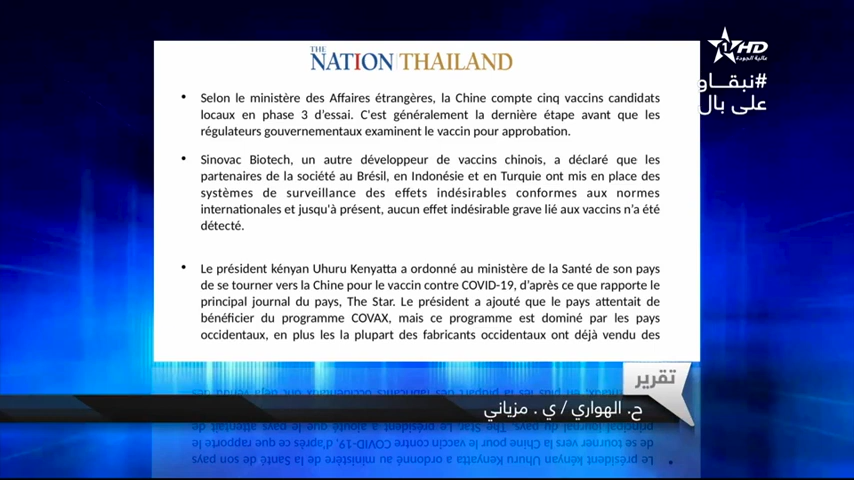 THE
NATION THAILAND
1 HD
عالية الجودة
#نبقـــاو
على بال
• Selon le ministère des Affaires étrangères, la Chine compte cinq vaccins candidats
locaux en phase 3 d'essai. C'est généralement la dernière étape avant que les
régulateurs gouvernementaux examinent le vaccin pour approbation.
• Sinovac Biotech, un autre développeur de vaccins chinois, a déclaré que les
partenaires de la société au Brésil, en Indonésie et en Turquie ont mis en place des
systèmes de surveillance des effets indésirables conformes aux normes
internationales et jusqu'à présent, aucun effet indésirable grave lié aux vaccins n'a été
détecté.
• Le président kényan Uhuru Kenyatta a ordonné au ministère de la Santé de son pays
de se tourner vers la Chine pour le vaccin contre COVID-19, d'après ce que rapporte le
principal journal du pays, The Star. Le président a ajouté que le pays attentait de
bénéficier du programme COVAX, mais ce programme est dominé par les pays
occidentaux, en plus les la plupart des fabricants occidentaux ont déjà vendu des
تقرير
ح. الهواري / ي . مزياني